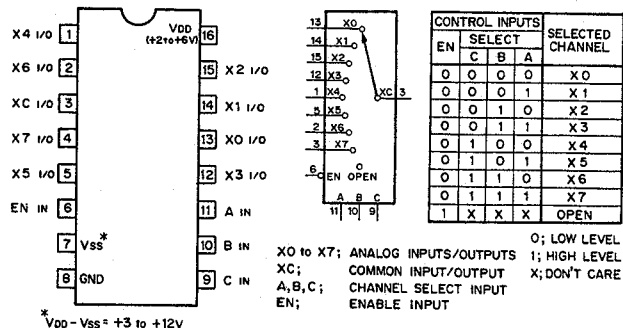 X4 I/O 1
VDD (+2 to +6V) 16
X6 I/O 2
15 X2 I/O
XC I/O 3
14 X1 I/O
X7 I/O 4
13 X0 I/O
X5 I/O 5
12 X3 I/O
EN IN 6
11 A IN
7 VSS*
10 B IN
8 GND
9 C IN
*VDD - VSS = +3 to +12V
13 X0
14 X1
15 X2
12 X3
1 X4
XC 3
5 X5
2 X6
3 X7
6 EN OPEN
A B C
11 10 9
CONTROL INPUTS
SELECTED CHANNEL
EN
SELECT
C B A
0 0 0 0 X0
0 0 0 1 X1
0 0 1 0 X2
0 0 1 1 X3
0 1 0 0 X4
0 1 0 1 X5
0 1 1 0 X6
0 1 1 1 X7
1 X X X OPEN
X0 to X7; ANALOG INPUTS/OUTPUTS
XC; COMMON INPUT/OUTPUT
A,B,C; CHANNEL SELECT INPUT
EN; ENABLE INPUT
0; LOW LEVEL
1; HIGH LEVEL
X; DON'T CARE